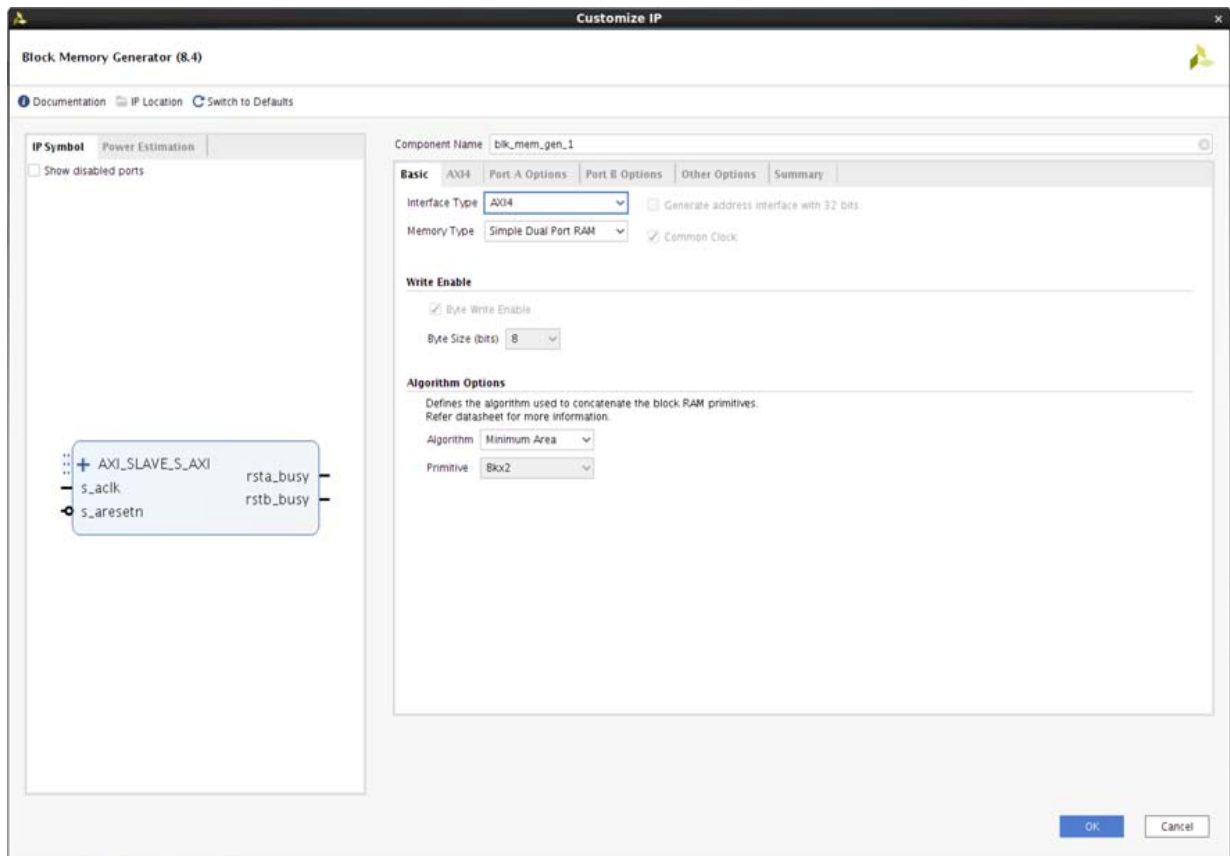 Customize IP
Block Memory Generator (8.4)
Documentation IP Location Switch to Defaults
IP Symbol Power Estimation
Show disabled ports
AXI_SLAVE_S_AXI
s_aclk
s_aresetn
rsta_busy
rstb_busy
Component Name blk_mem_gen_1
Basic AXI4 Port A Options Port B Options Other Options Summary
Interface Type AXI4 Generate address interface with 32 bits
Memory Type Simple Dual Port RAM Common Clock
Write Enable
Byte Write Enable
Byte Size (bits) 8
Algorithm Options
Defines the algorithm used to concatenate the block RAM primitives.
Refer datasheet for more information.
Algorithm Minimum Area
Primitive 8kx2
OK Cancel